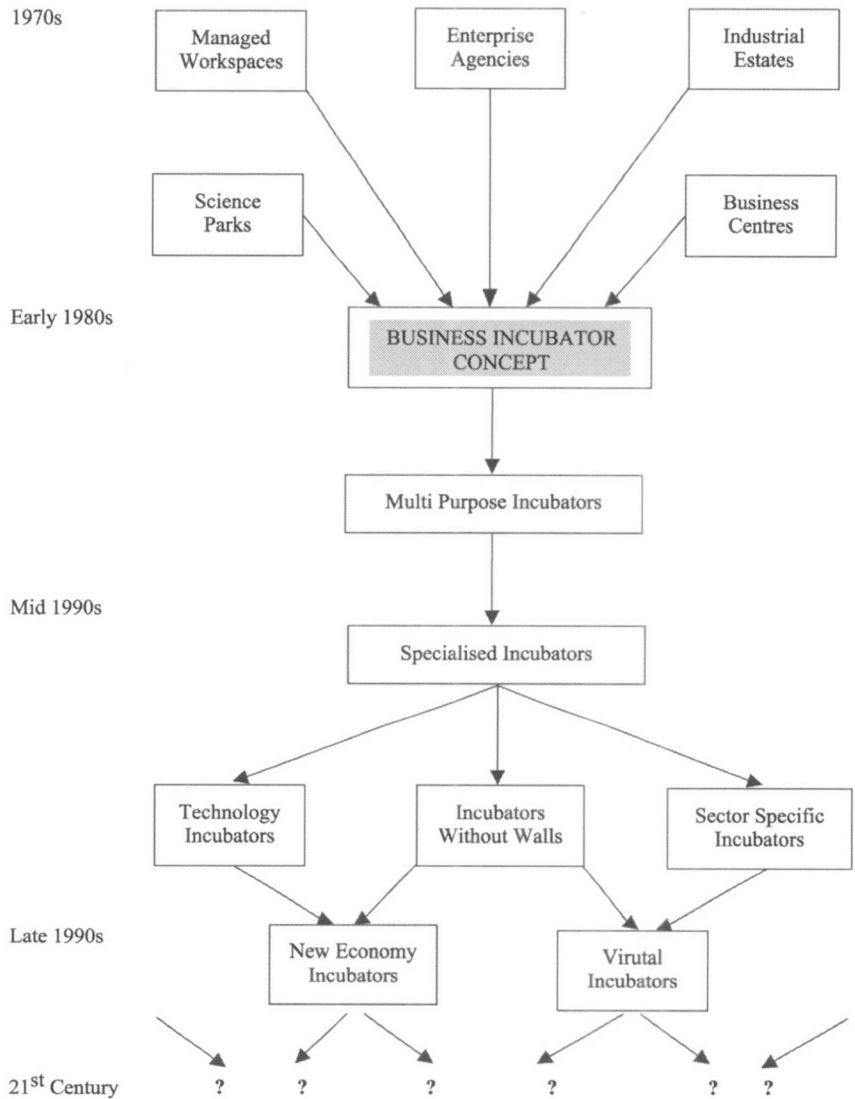 1970s
Managed
Workspaces
Enterprise
Agencies
Industrial
Estates
Science
Parks
Business
Centres
Early 1980s
BUSINESS INCUBATOR
CONCEPT
Multi Purpose Incubators
Mid 1990s
Specialised Incubators
Technology
Incubators
Incubators
Without Walls
Sector Specific
Incubators
Late 1990s
New Economy
Incubators
Virutal
Incubators
21st Century ? ? ? ? ? ?